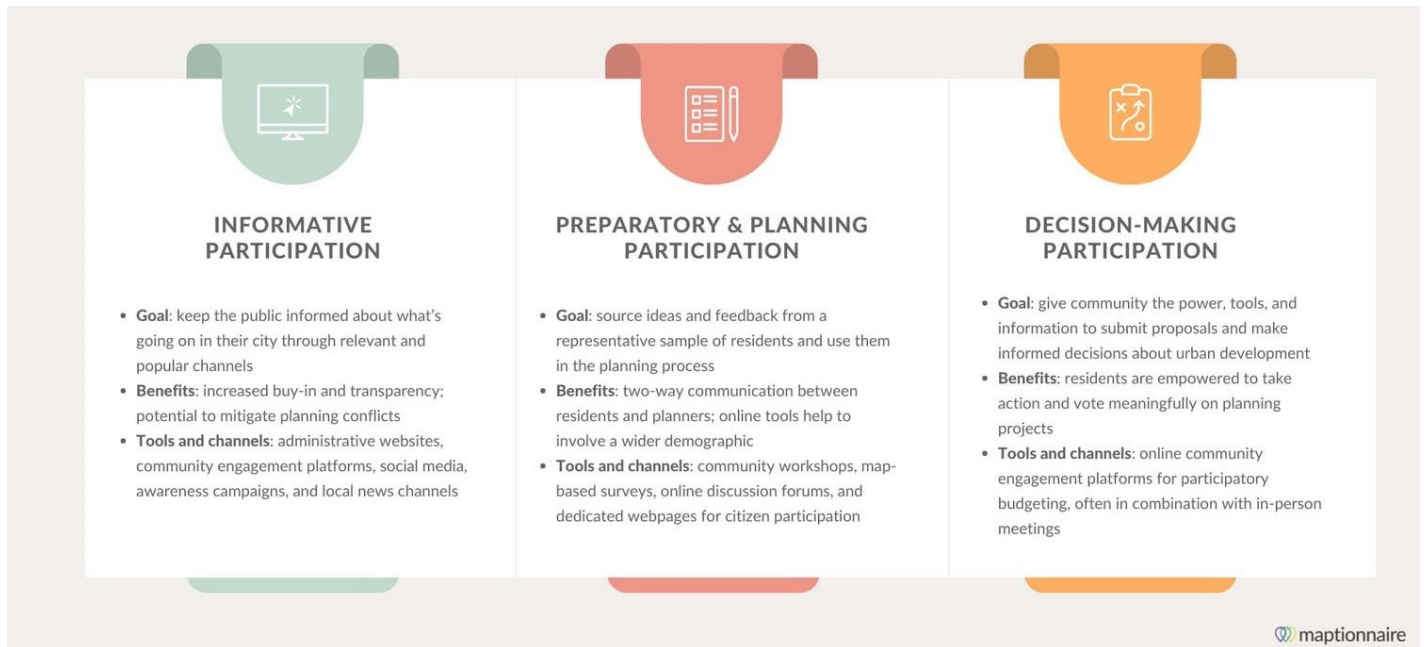 INFORMATIVE
PARTICIPATION
• Goal: keep the public informed about what's
going on in their city through relevant and
popular channels
• Benefits: increased buy-in and transparency;
potential to mitigate planning conflicts
• Tools and channels: administrative websites,
community engagement platforms, social media,
awareness campaigns, and local news channels
PREPARATORY & PLANNING
PARTICIPATION
• Goal: source ideas and feedback from a
representative sample of residents and use them
in the planning process
• Benefits: two-way communication between
residents and planners; online tools help to
involve a wider demographic
• Tools and channels: community workshops, map-
based surveys, online discussion forums, and
dedicated webpages for citizen participation
DECISION-MAKING
PARTICIPATION
• Goal: give community the power, tools, and
information to submit proposals and make
informed decisions about urban development
• Benefits: residents are empowered to take
action and vote meaningfully on planning
projects
• Tools and channels: online community
engagement platforms for participatory
budgeting, often in combination with in-person
meetings
maptionnaire